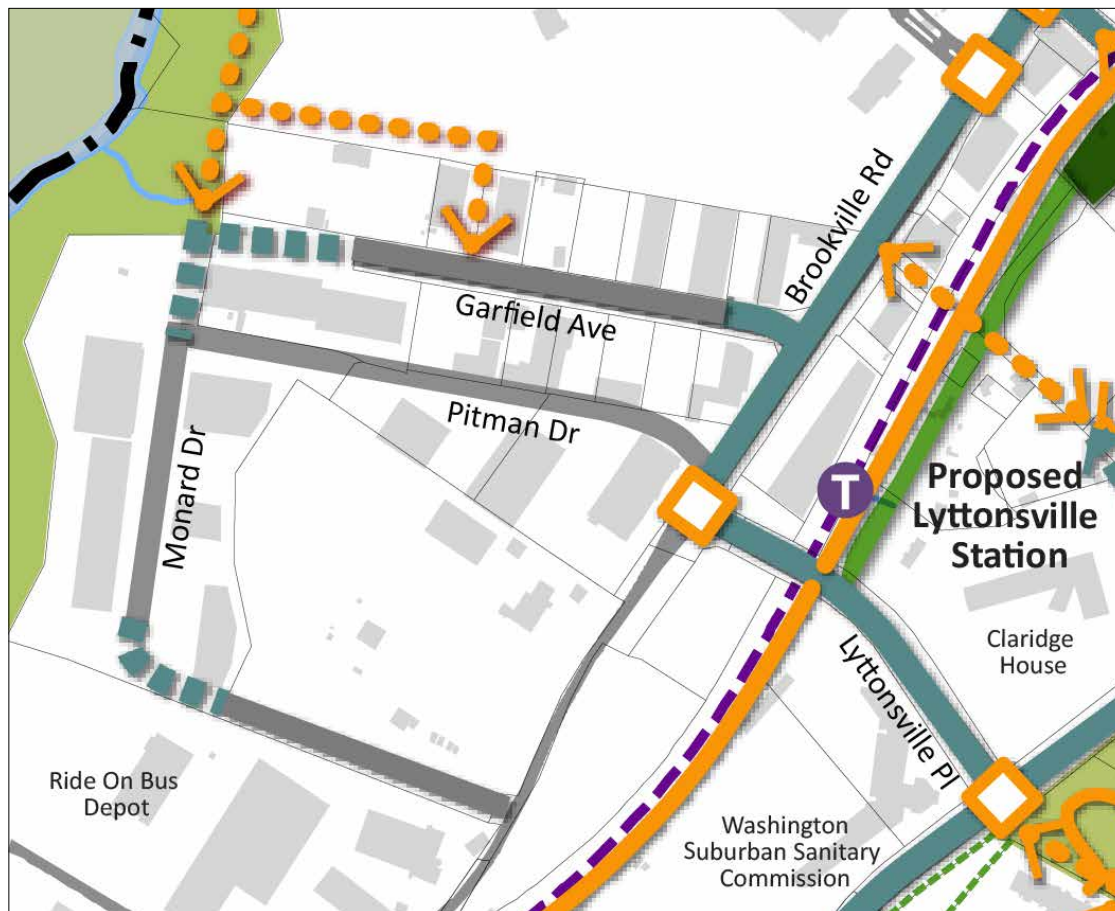 Brookville Rd
Garfield Ave
Pitman Dr
Monard Dr
T
Proposed
Lyttonsville
Station
Claridge
House
Lyttonsville Pl
Ride On Bus
Depot
Washington
Suburban Sanitary
Commission